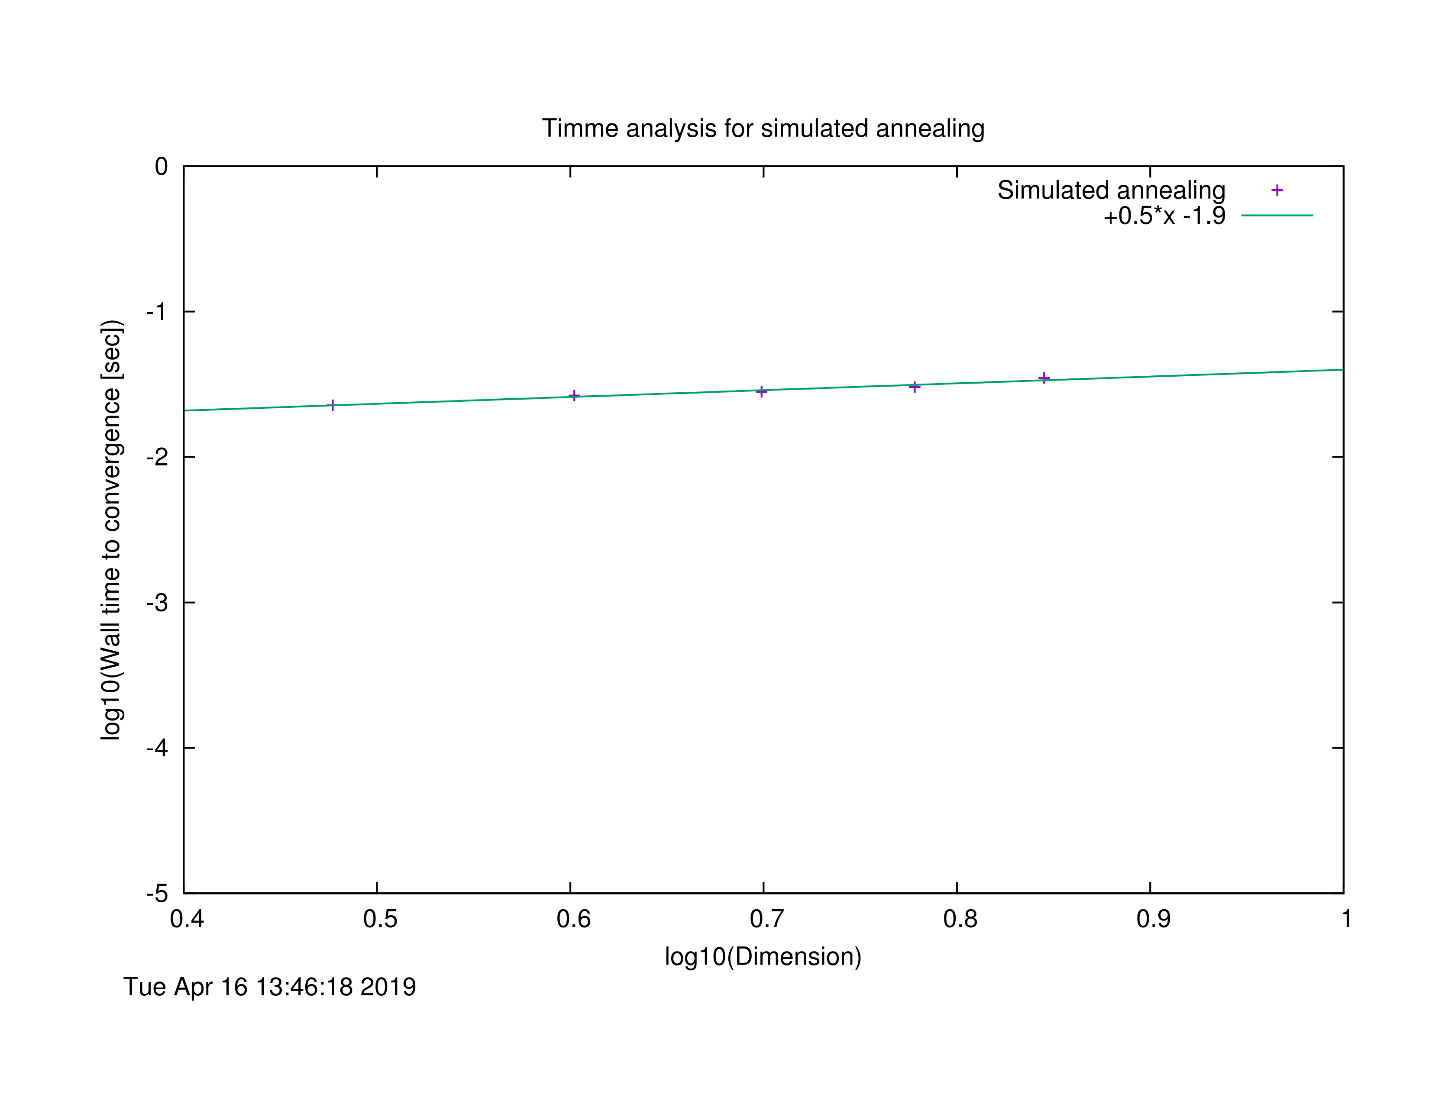 Timme analysis for simulated annealing
0
Simulated annealing
+0.5*x -1.9
-1
-2
-3
-4
-5
log10(Wall time to convergence [sec])
0.4 0.5 0.6 0.7 0.8 0.9 1
log10(Dimension)
Tue Apr 16 13:46:18 2019